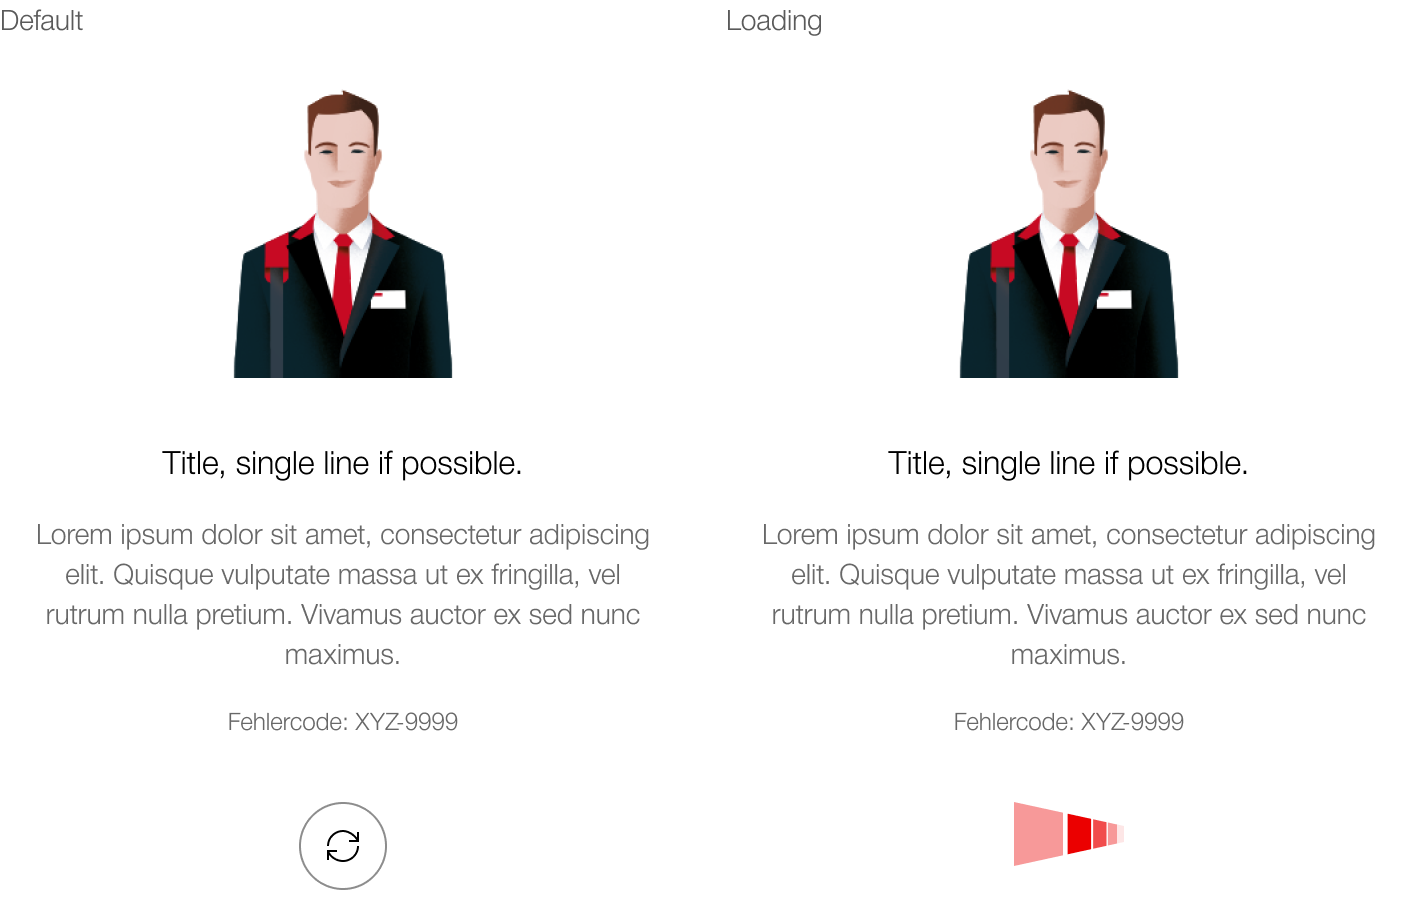 Default
Loading
Title, single line if possible.
Lorem ipsum dolor sit amet, consectetur adipiscing
elit. Quisque vulputate massa ut ex fringilla, vel
rutrum nulla pretium. Vivamus auctor ex sed nunc
maximus.
Fehlercode: XYZ-9999
Title, single line if possible.
Lorem ipsum dolor sit amet, consectetur adipiscing
elit. Quisque vulputate massa ut ex fringilla, vel
rutrum nulla pretium. Vivamus auctor ex sed nunc
maximus.
Fehlercode: XYZ-9999